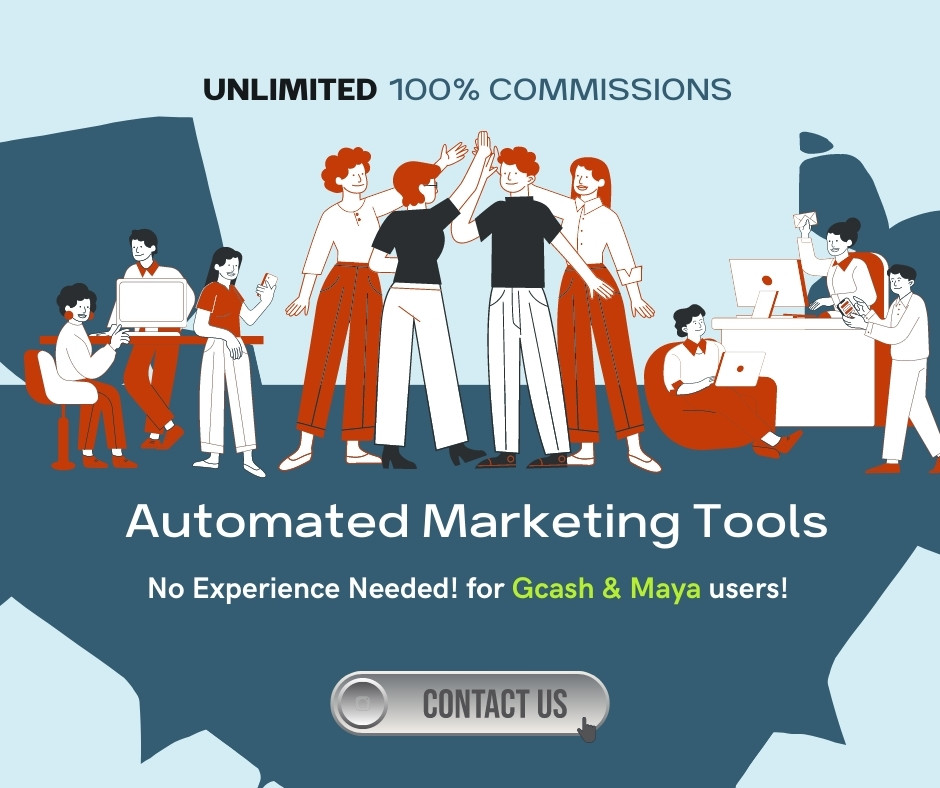 UNLIMITED 100% COMMISSIONS
Automated Marketing Tools
No Experience Needed! for Gcash & Maya users!
CONTACT US